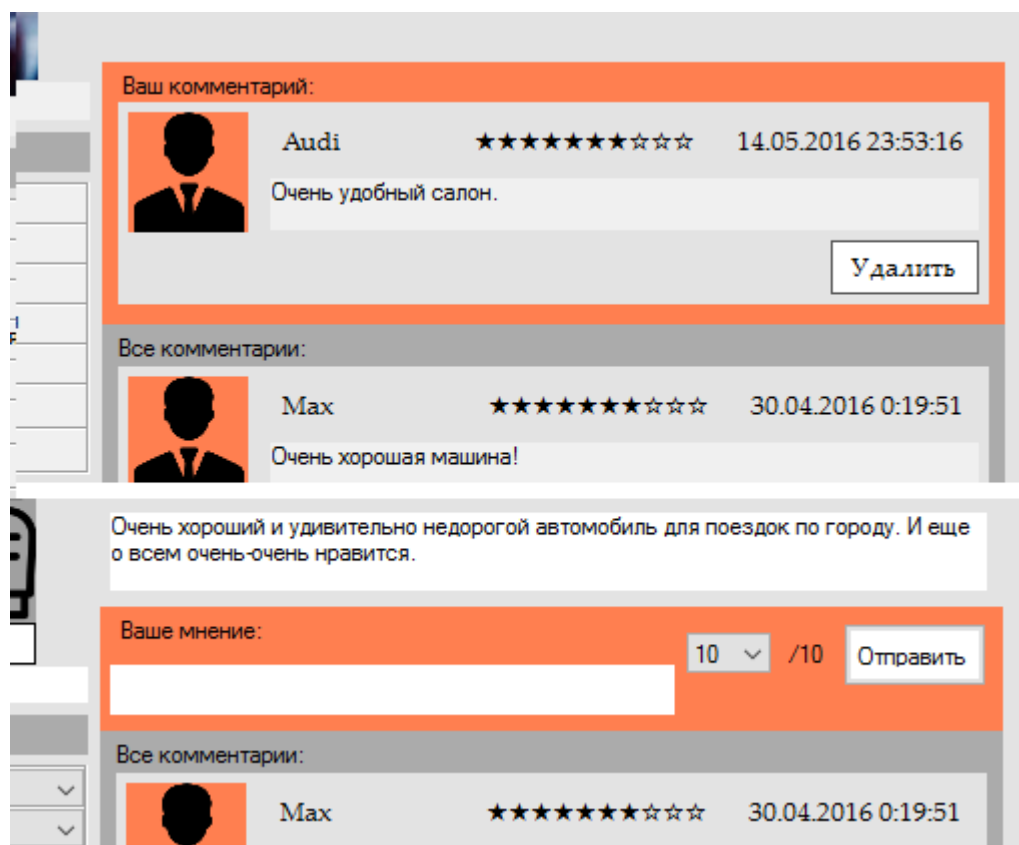 Ваш комментарий:
Audi ★★★★★★★☆☆☆ 14.05.2016 23:53:16
Очень удобный салон.
Удалить
Все комментарии:
Max ★★★★★★★☆☆☆ 30.04.2016 0:19:51
Очень хорошая машина!
Очень хороший и удивительно недорогой автомобиль для поездок по городу. И еще
о всем очень-очень нравится.
Ваше мнение:
10 /10 Отправить
Все комментарии:
Max ★★★★★★★☆☆☆ 30.04.2016 0:19:51